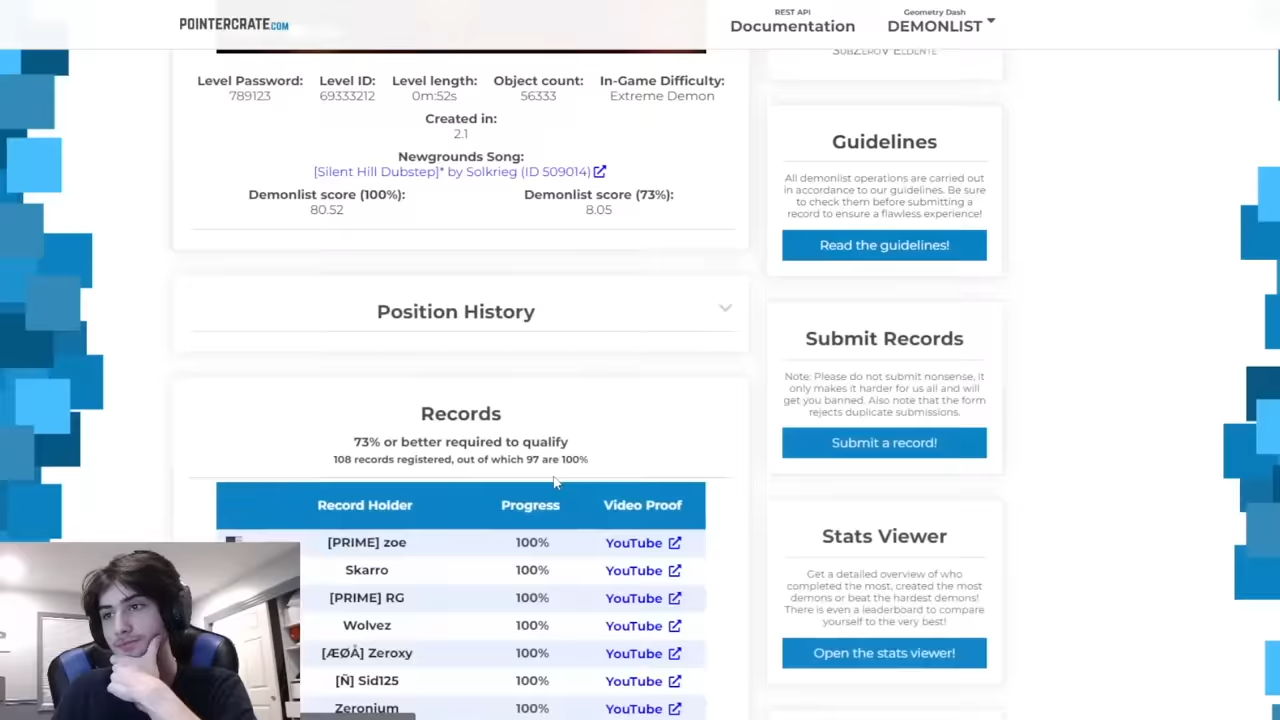 POINTERCRATE.COM
REST API
Documentation
Geometry Dash
DEMONLIST
Level Password:
789123
Level ID:
69333212
Level length:
0m:52s
Object count:
56333
In-Game Difficulty:
Extreme Demon
Created in:
2.1
Newgrounds Song:
[Silent Hill Dubstep]* by Solkrieg (ID 509014)
Demonlist score (100%):
80.52
Demonlist score (73%):
8.05
Position History
Records
73% or better required to qualify
108 records registered, out of which 97 are 100%
Record Holder Progress Video Proof
[PRIME] zoe 100% YouTube
Skarro 100% YouTube
[PRIME] RG 100% YouTube
Wolvez 100% YouTube
[ÆØÅ] Zeroxy 100% YouTube
[Ñ] Sid125 100% YouTube
Zeronium 100% YouTube
Guidelines
All demonlist operations are carried out
in accordance to our guidelines. Be sure
to check them before submitting a
record to ensure a flawless experience!
Read the guidelines!
Submit Records
Note: Please do not submit nonsense, it
only makes it harder for us all and will
get you banned. Also note that the form
rejects duplicate submissions.
Submit a record!
Stats Viewer
Get a detailed overview of who
completed the most, created the most
demons or beat the hardest demons!
There is even a leaderboard to compare
yourself to the very best!
Open the stats viewer!